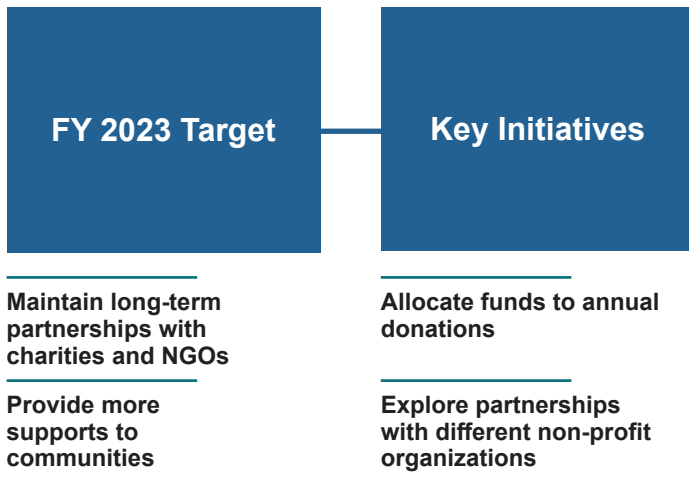 FY 2023 Target
Key Initiatives
Maintain long-term
partnerships with
charities and NGOs
Provide more
supports to
communities
Allocate funds to annual
donations
Explore partnerships
with different non-profit
organizations